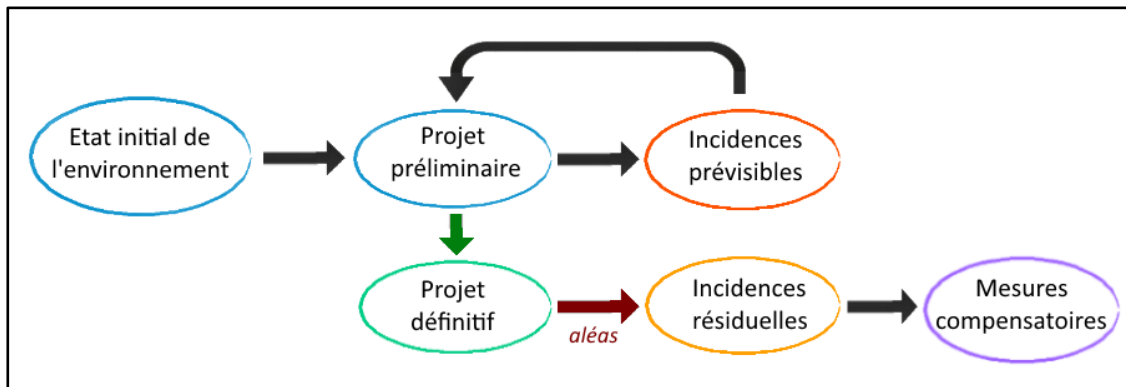 Etat initial de
l'environnement
Projet
préliminaire
Incidences
prévisibles
Projet
définitif
aléas
Incidences
résiduelles
Mesures
compensatoires